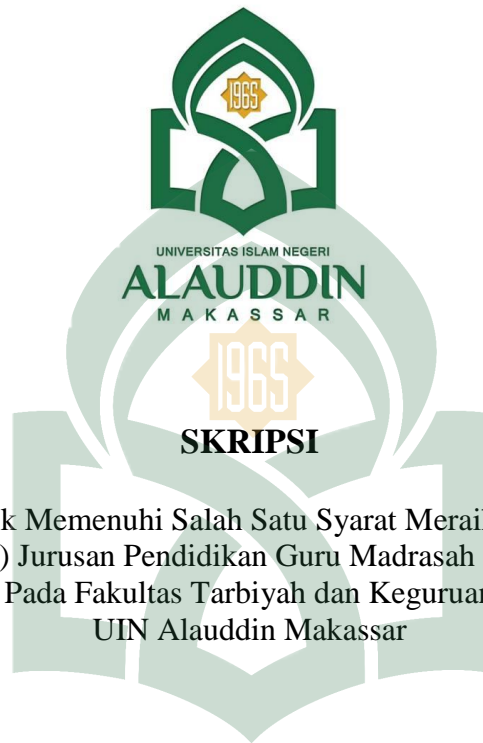 1965
UNIVERSITAS ISLAM NEGERI
ALAUDDIN
MAKASSAR
1965
SKRIPSI
k Memenuhi Salah Satu Syarat Merai
) Jurusan Pendidikan Guru Madrasah
Pada Fakultas Tarbiyah dan Keguruan
UIN Alauddin Makassar